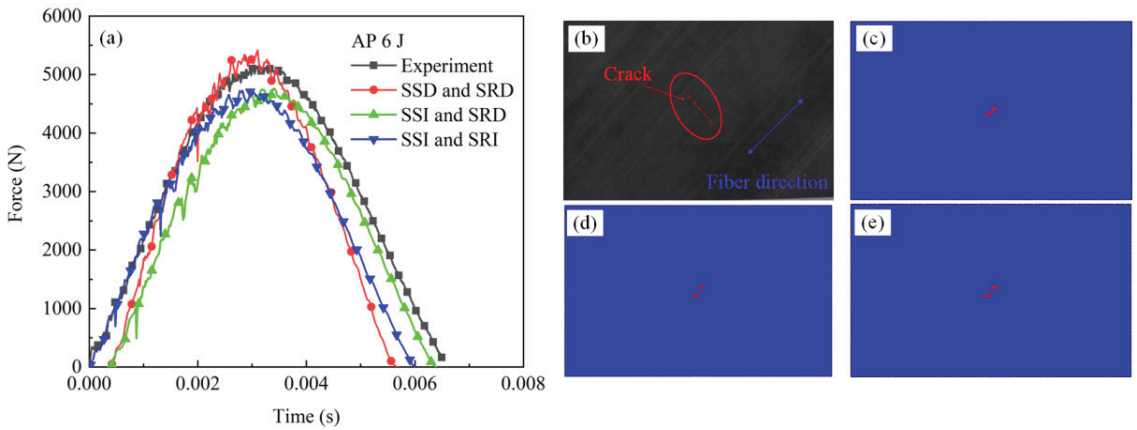 (a)
AP 6 J
Experiment
SSD and SRD
SSI and SRD
SSI and SRI
Force (N)
6000
5000
4000
3000
2000
1000
0
0.000 0.002 0.004 0.006 0.008
Time (s)
(b)
Crack
Fiber direction
(c)
(d)
(e)